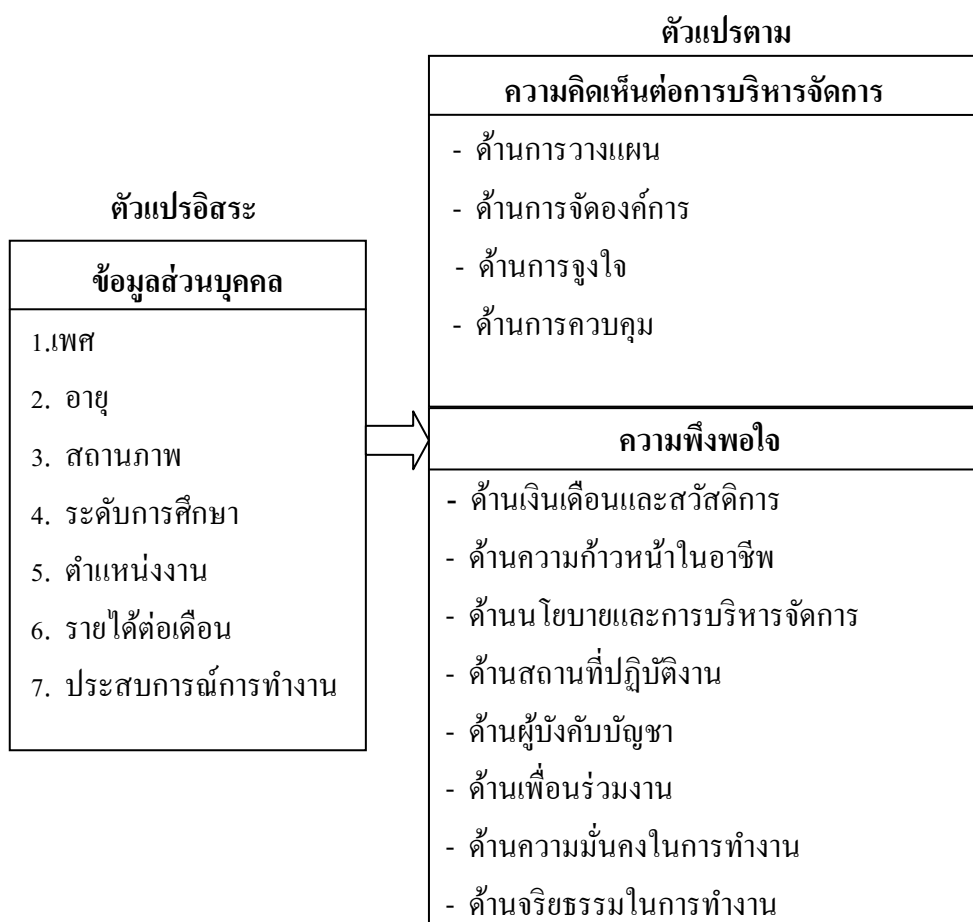 ตัวแปรอิสระ
ข้อมูลส่วนบุคคล
1.เพศ
2. อายุ
3. สถานภาพ
4. ระดับการศึกษา
5. ตำแหน่งงาน
6. รายได้ต่อเดือน
7. ประสบการณ์การทำงาน
ตัวแปรตาม
ความคิดเห็นต่อการบริหารจัดการ
- ด้านการวางแผน
- ด้านการจัดองค์การ
- ด้านการจูงใจ
- ด้านการควบคุม
ความพึงพอใจ
- ด้านเงินเดือนและสวัสดิการ
- ด้านความก้าวหน้าในอาชีพ
- ด้านนโยบายและการบริหารจัดการ
- ด้านสถานที่ปฏิบัติงาน
- ด้านผู้บังคับบัญชา
- ด้านเพื่อนร่วมงาน
- ด้านความมั่นคงในการทำงาน
- ด้านจริยธรรมในการทำงาน